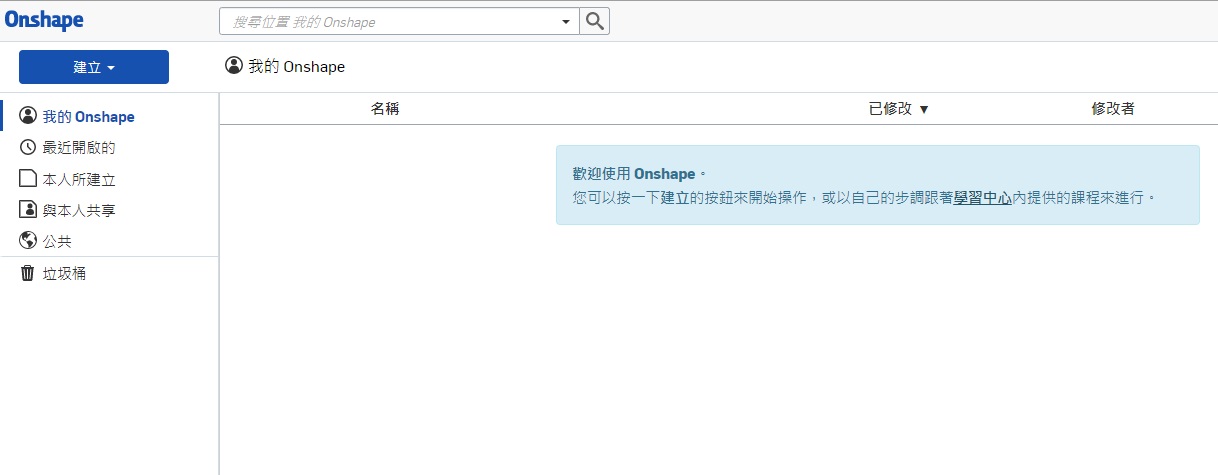 Onshape
搜尋位置 我的 Onshape
建立
我的 Onshape
我的 Onshape
最近開啟的
本人所建立
與本人共享
公共
垃圾桶
名稱 已修改 ▼ 修改者
歡迎使用 Onshape。
您可以按一下建立的按鈕來開始操作，或以自己的步調跟著學習中心內提供的課程來進行。